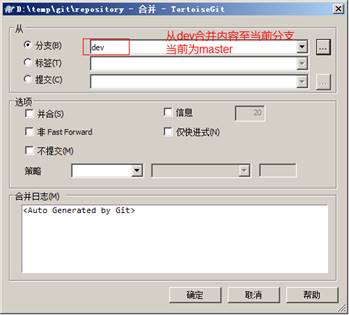 D:\temp\git\repository - 合并 - TortoiseGit
从
分支(B)
dev
...
从dev合并内容至当前分支
当前为master
标签(T)
提交(C)
...
选项
并合(S)
信息
20
非 Fast Forward
仅快进式(N)
不提交(M)
策略
合并日志(M)
<Auto Generated by Git>
确定
取消
帮助